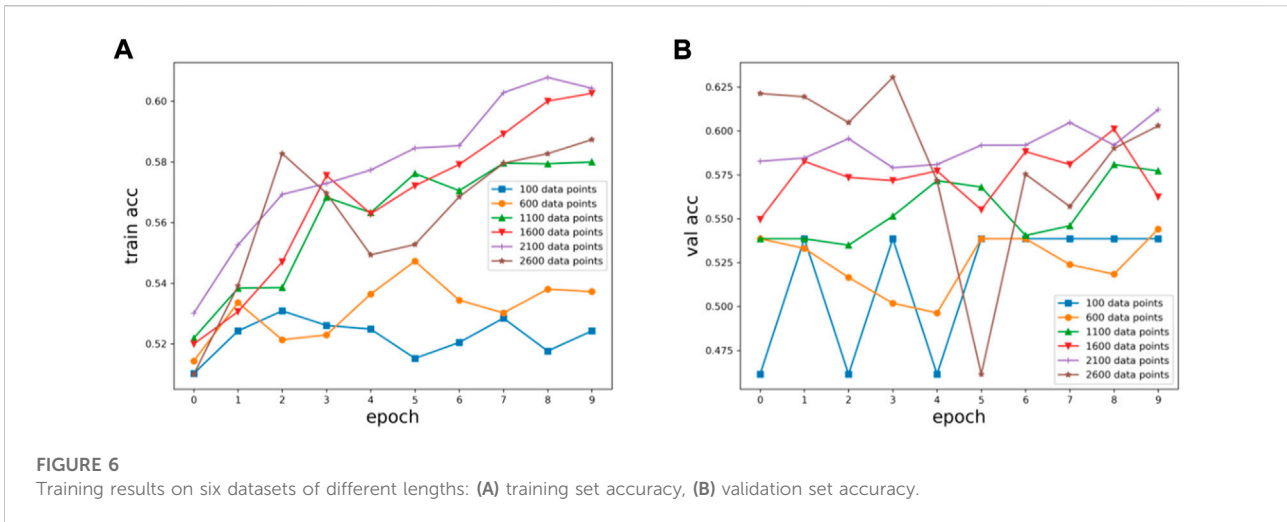 A
train acc
0.60
0.58
0.56
0.54
0.52
100 data points
600 data points
1100 data points
1600 data points
2100 data points
2600 data points
0 1 2 3 4 5 6 7 8 9
epoch
B
val acc
0.625
0.600
0.575
0.550
0.525
0.500
0.475
100 data points
600 data points
1100 data points
1600 data points
2100 data points
2600 data points
0 1 2 3 4 5 6 7 8 9
epoch
FIGURE 6
Training results on six datasets of different lengths: (A) training set accuracy, (B) validation set accuracy.